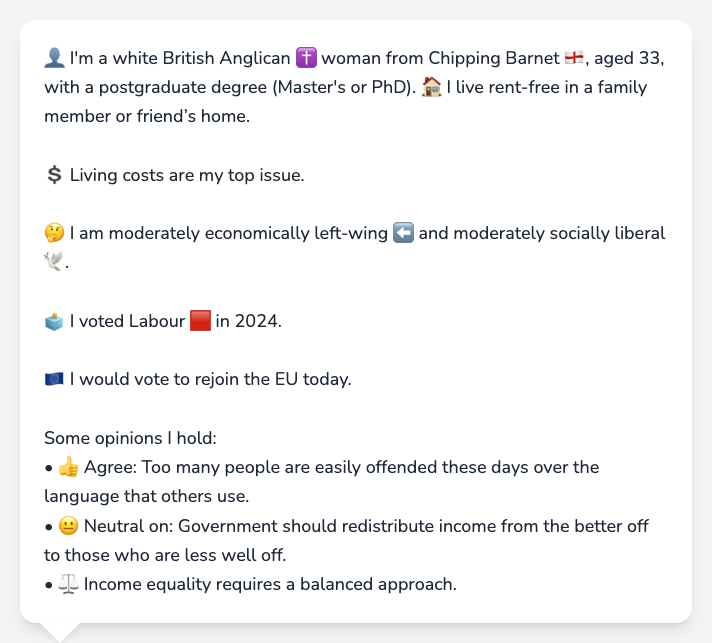 👤 I'm a white British Anglican ✝️ woman from Chipping Barnet 🏴󠁧󠁢󠁥󠁮󠁧󠁿, aged 33,
with a postgraduate degree (Master's or PhD). 🏠 I live rent-free in a family
member or friend’s home.
💲 Living costs are my top issue.
🤔 I am moderately economically left-wing ⬅️ and moderately socially liberal
🕊️.
🗳️ I voted Labour 🟥 in 2024.
🇪🇺 I would vote to rejoin the EU today.
Some opinions I hold:
• 👍 Agree: Too many people are easily offended these days over the
language that others use.
• 😐 Neutral on: Government should redistribute income from the better off
to those who are less well off.
• ⚖️ Income equality requires a balanced approach.